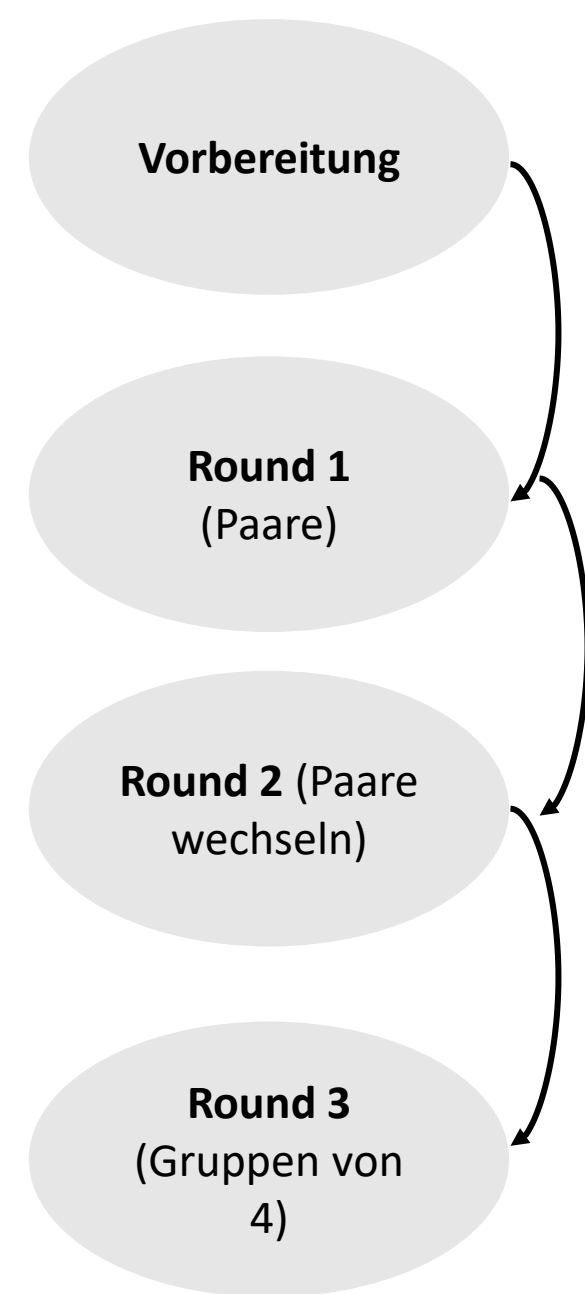 Vorbereitung
Round 1
(Paare)
Round 2 (Paare
wechseln)
Round 3
(Gruppen von
4)